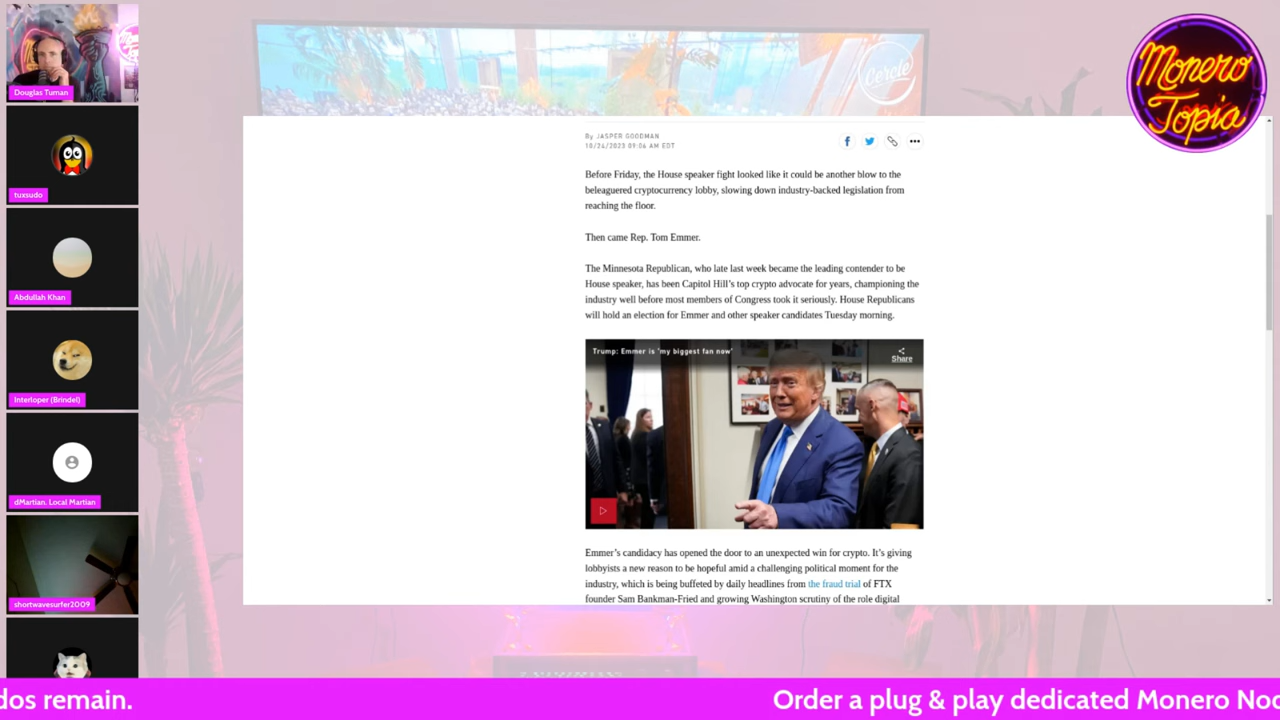 Douglas Tuman
tuxsudo
Abdullah Khan
Interloper (Brindel)
dMartian. Local Martian
shortwavesurfer2009
Cercle
Monero
Topia
By JASPER GOODMAN
10/24/2023 09:06 AM EDT
Before Friday, the House speaker fight looked like it could be another blow to the
beleaguered cryptocurrency lobby, slowing down industry-backed legislation from
reaching the floor.
Then came Rep. Tom Emmer.
The Minnesota Republican, who late last week became the leading contender to be
House speaker, has been Capitol Hill's top crypto advocate for years, championing the
industry well before most members of Congress took it seriously. House Republicans
will hold an election for Emmer and other speaker candidates Tuesday morning.
Trump: Emmer is 'my biggest fan now'
Share
Emmer's candidacy has opened the door to an unexpected win for crypto. It's giving
lobbyists a new reason to be hopeful amid a challenging political moment for the
industry, which is being buffeted by daily headlines from the fraud trial of FTX
founder Sam Bankman-Fried and growing Washington scrutiny of the role digital
dos remain.
Order a plug & play dedicated Monero Nod